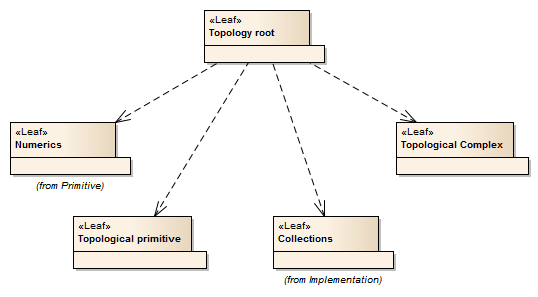 «Leaf»
Topology root
«Leaf»
Numerics
(from Primitive)
«Leaf»
Topological Complex
«Leaf»
Topological primitive
«Leaf»
Collections
(from Implementation)